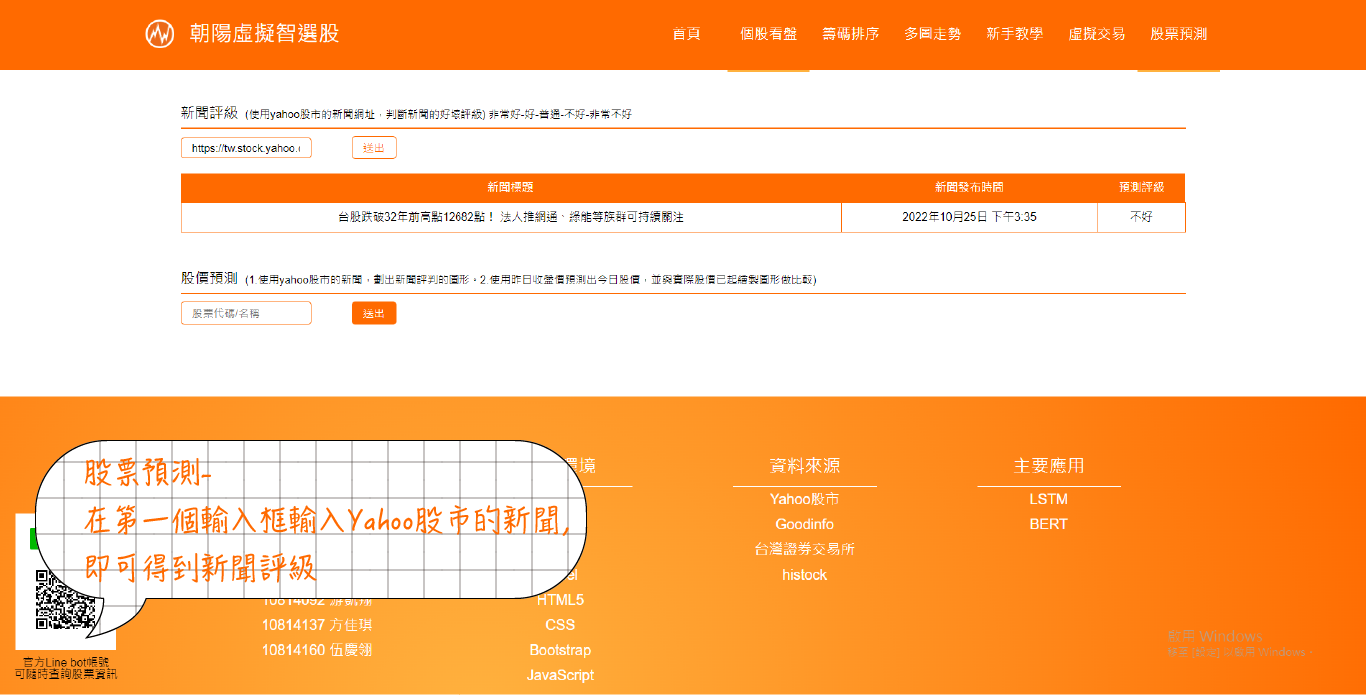 朝陽虛擬智選股
首頁 個股看盤 籌碼排序 多圖走勢 新手教學 虛擬交易 股票預測
新聞評級 (使用yahoo股市的新聞網址，判斷新聞的好壞評級) 非常好-好-普通-不好-非常不好
https://tw.stock.yahoo. 送出
新聞標題 新聞發布時間 預測評級
台股跌破32年前高點12682點！ 法人推網通、綠能等族群可持續關注 2022年10月25日 下午3:35 不好
股價預測 (1.使用yahoo股市的新聞，劃出新聞評判的圖形。2.使用昨日收盤價預測出今日股價，並與實際股價已起繪製圖形做比較)
股票代碼/名稱 送出
股票預測-
在第一個輸入框輸入Yahoo股市的新聞,
即可得到新聞評級
環境
HTML5
CSS
Bootstrap
JavaScript
資料來源
Yahoo股市
Goodinfo
台灣證券交易所
histock
主要應用
LSTM
BERT
10814137 方佳琪
10814160 伍慶翎
官方Line bot帳號
可隨時查詢股票資訊
啟用 Windows